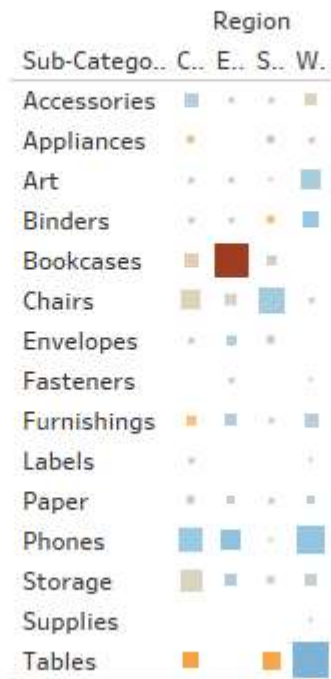 Region
Sub-Catego.. C.. E.. S.. W.
Accessories
Appliances
Art
Binders
Bookcases
Chairs
Envelopes
Fasteners
Furnishings
Labels
Paper
Phones
Storage
Supplies
Tables